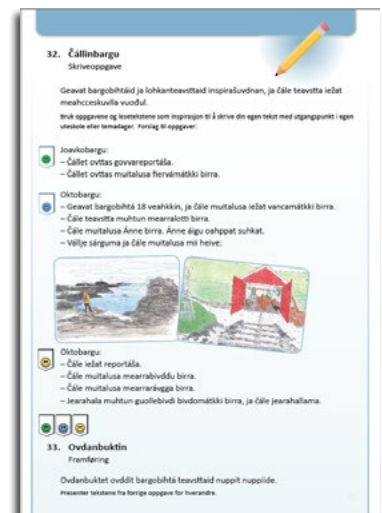 32. Čállinbargu
Skriveoppgave
Geavat bargobihtáid ja lohkanteavsttaid inspirašuvdnan, ja čále teavstta iežat
meahcceskuvlla vuođul.
Bruk oppgavene og lesetekstene som inspirasjon til å skrive din egen tekst med utgangspunkt i egen
uteskole eller temadager. Forslag til oppgaver:
Joavkobargu:
– Čállet ovttas govvareportáša.
– Čállet ovttas muitalusa fiervámátkki birra.
Oktobargu:
– Geavat bargobihtá 18 veahkkin, ja čále muitalusa iežat vancamátkki birra.
– Čále teavstta muhtun mearralotti birra.
– Čále muitalusa Ánne birra. Ánne áigu oahppat suhkat.
– Vállje sárguma ja čále muitalusa mii heive:
Oktobargu:
– Čále iežat reportáša.
– Čále muitalusa mearrabivddu birra.
– Čále muitalusa mearrarávgga birra.
– Jearahala muhtun guollebivdi bivdomátkki birra, ja čále jearahallama.
33. Ovdanbuktin
Framføring
Ovdanbuktet ovddit bargobihtá teavsttaid nuppit nuppiide.
Presenter tekstene fra forrige oppgave for hverandre.